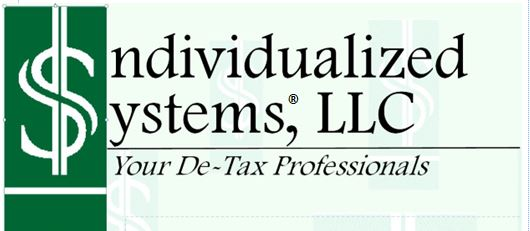 $
ndividualized
ystems,® LLC
Your De-Tax Professionals